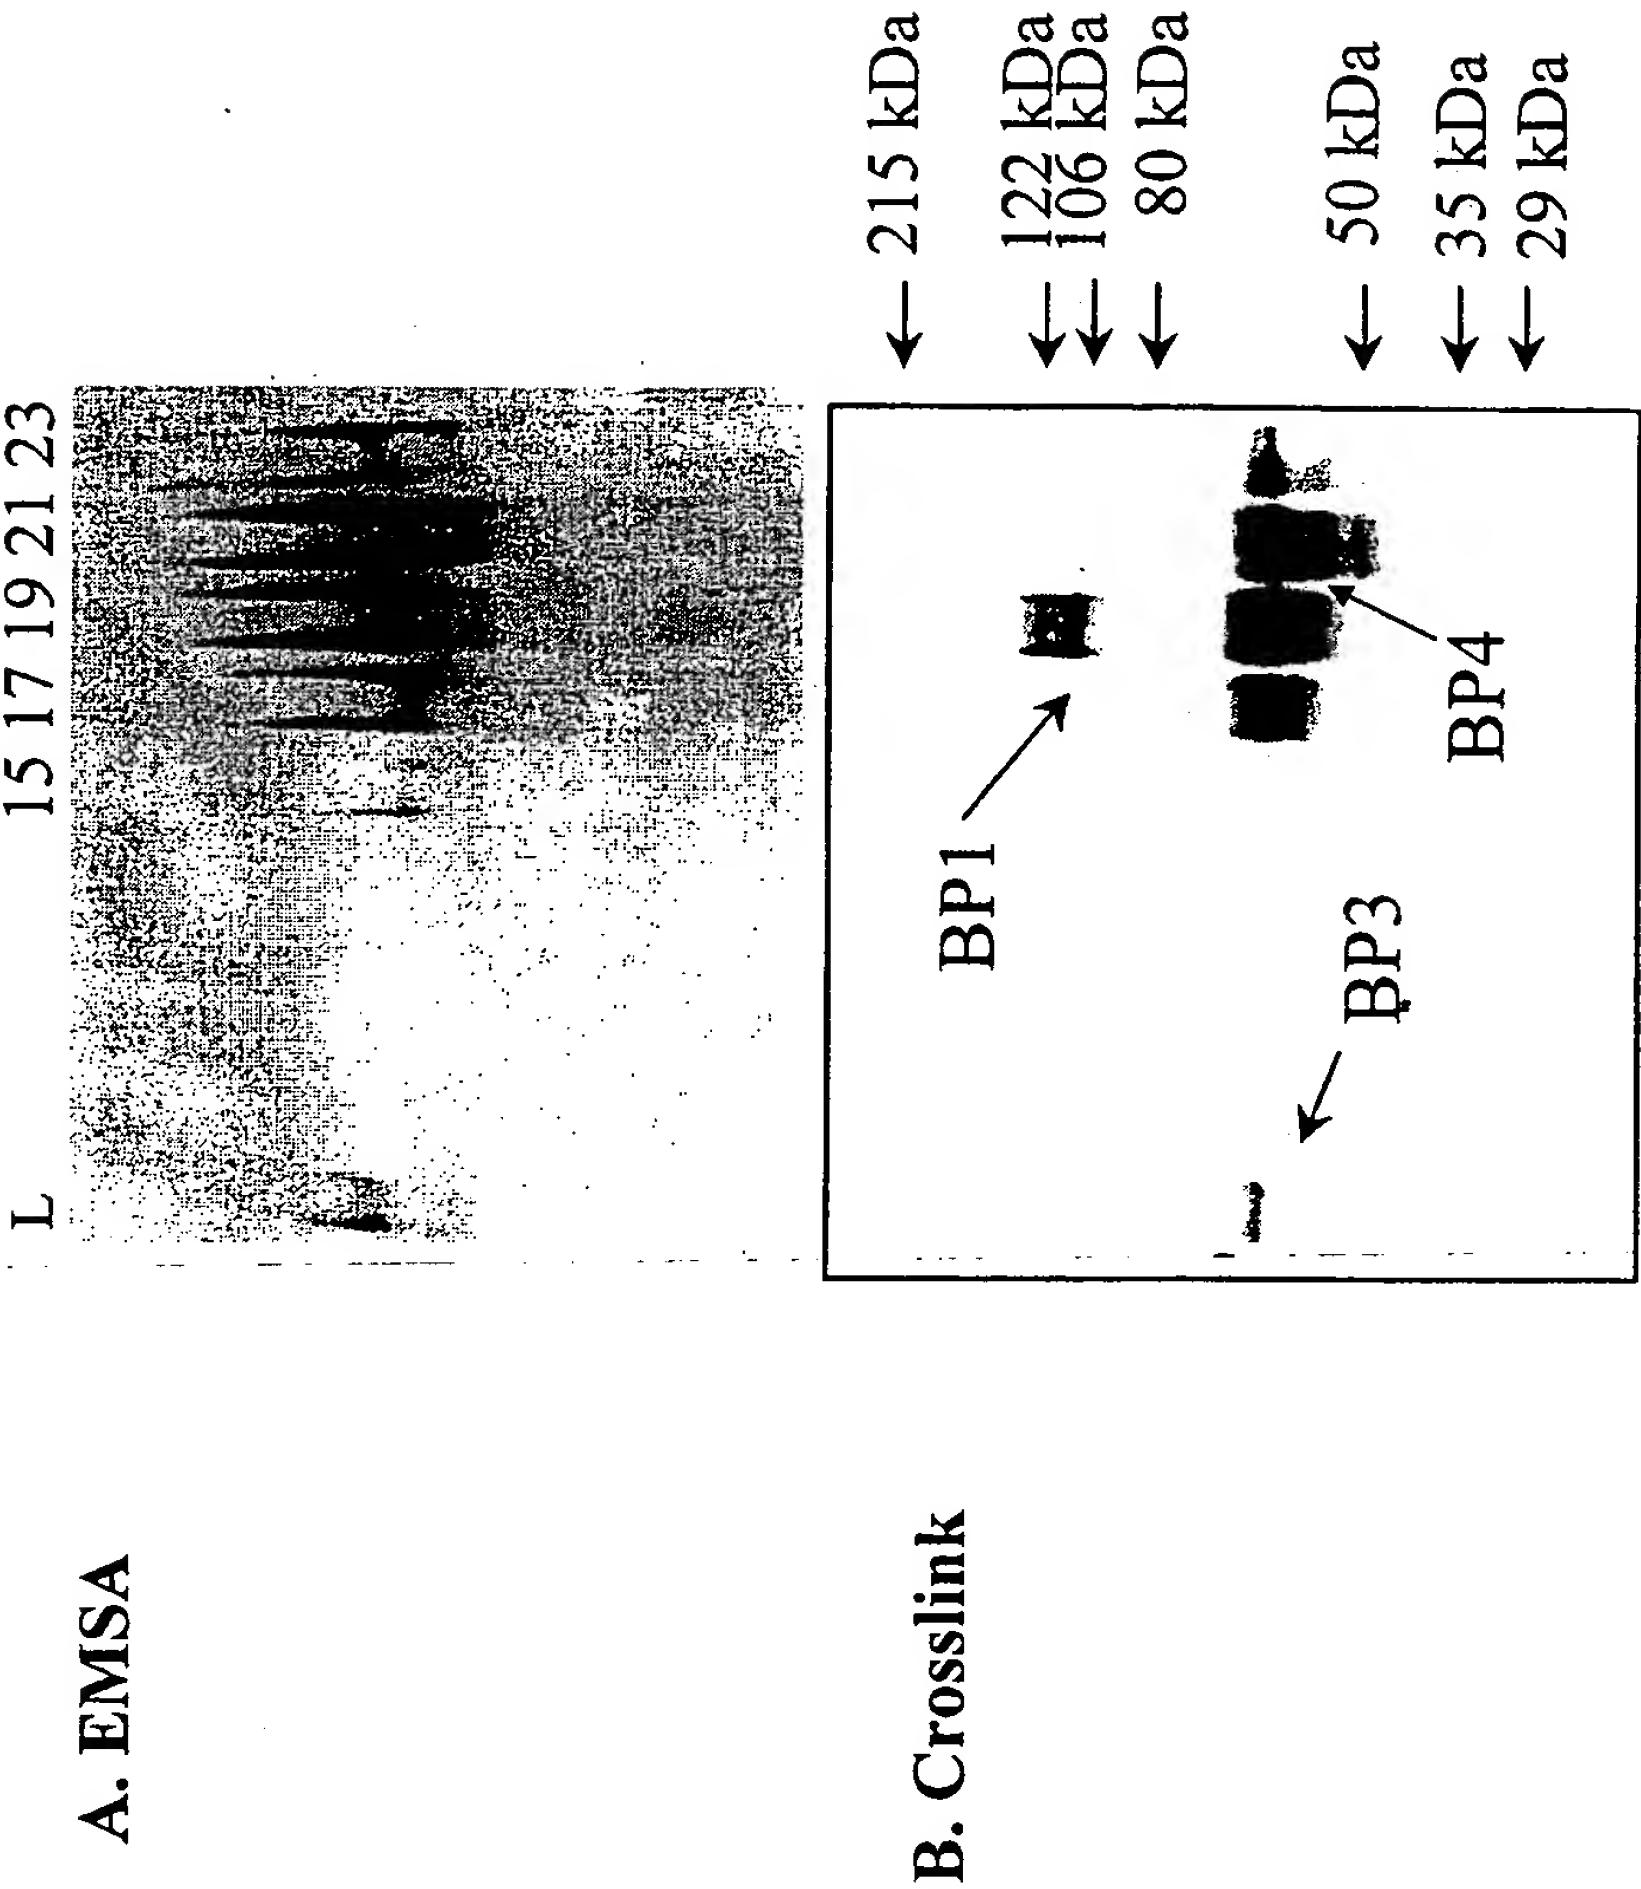 A. EMSA
L 15 17 19 21 23
B. Crosslink
BP1
BP3
BP4
215 kDa
122 kDa
106 kDa
80 kDa
50 kDa
35 kDa
29 kDa